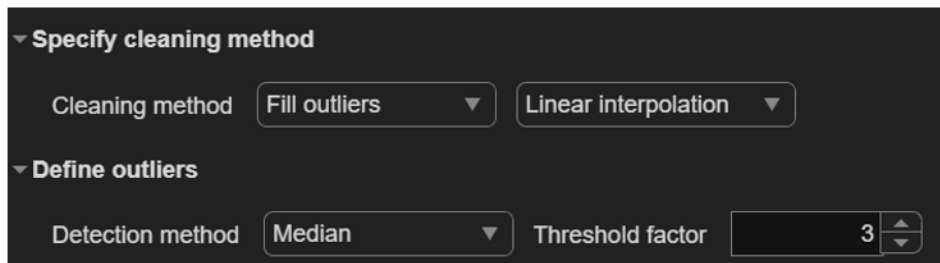 Specify cleaning method
Cleaning method Fill outliers Linear interpolation
Define outliers
Detection method Median Threshold factor 3